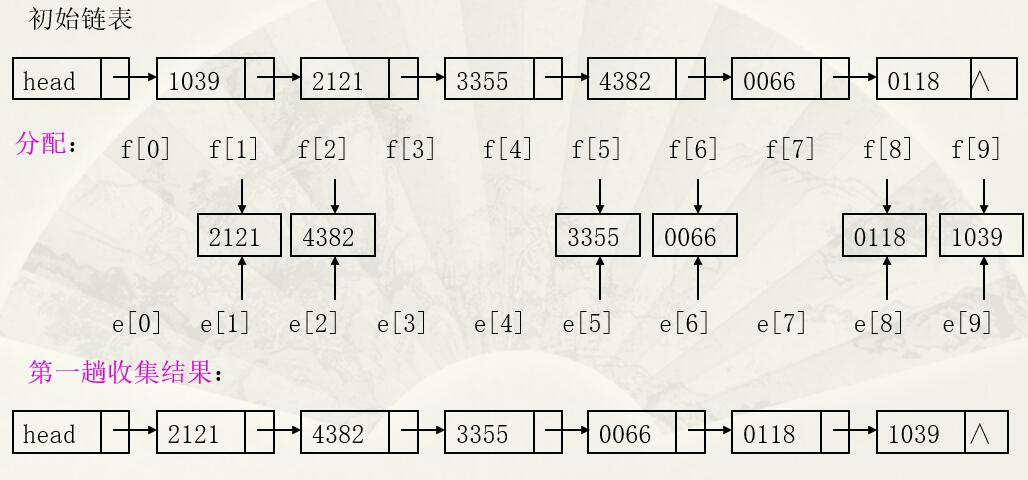 初始链表
head 1039 2121 3355 4382 0066 0118 ∧
分配： f[0] f[1] f[2] f[3] f[4] f[5] f[6] f[7] f[8] f[9]
2121 4382 3355 0066 0118 1039
e[0] e[1] e[2] e[3] e[4] e[5] e[6] e[7] e[8] e[9]
第一趟收集结果：
head 2121 4382 3355 0066 0118 1039 ∧